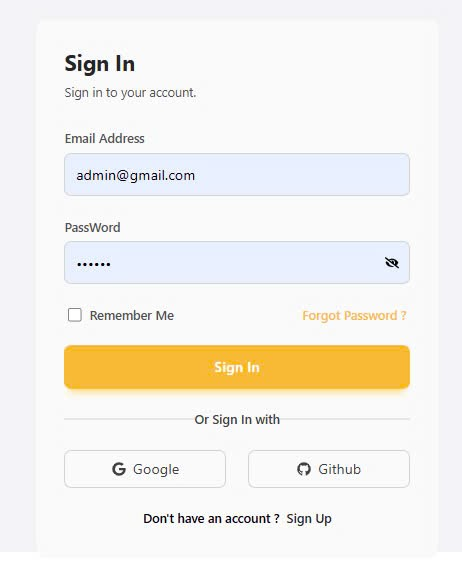 Sign In
Sign in to your account.
Email Address
admin@gmail.com
PassWord
••••••
Remember Me Forgot Password ?
Sign In
Or Sign In with
Google Github
Don't have an account ? Sign Up